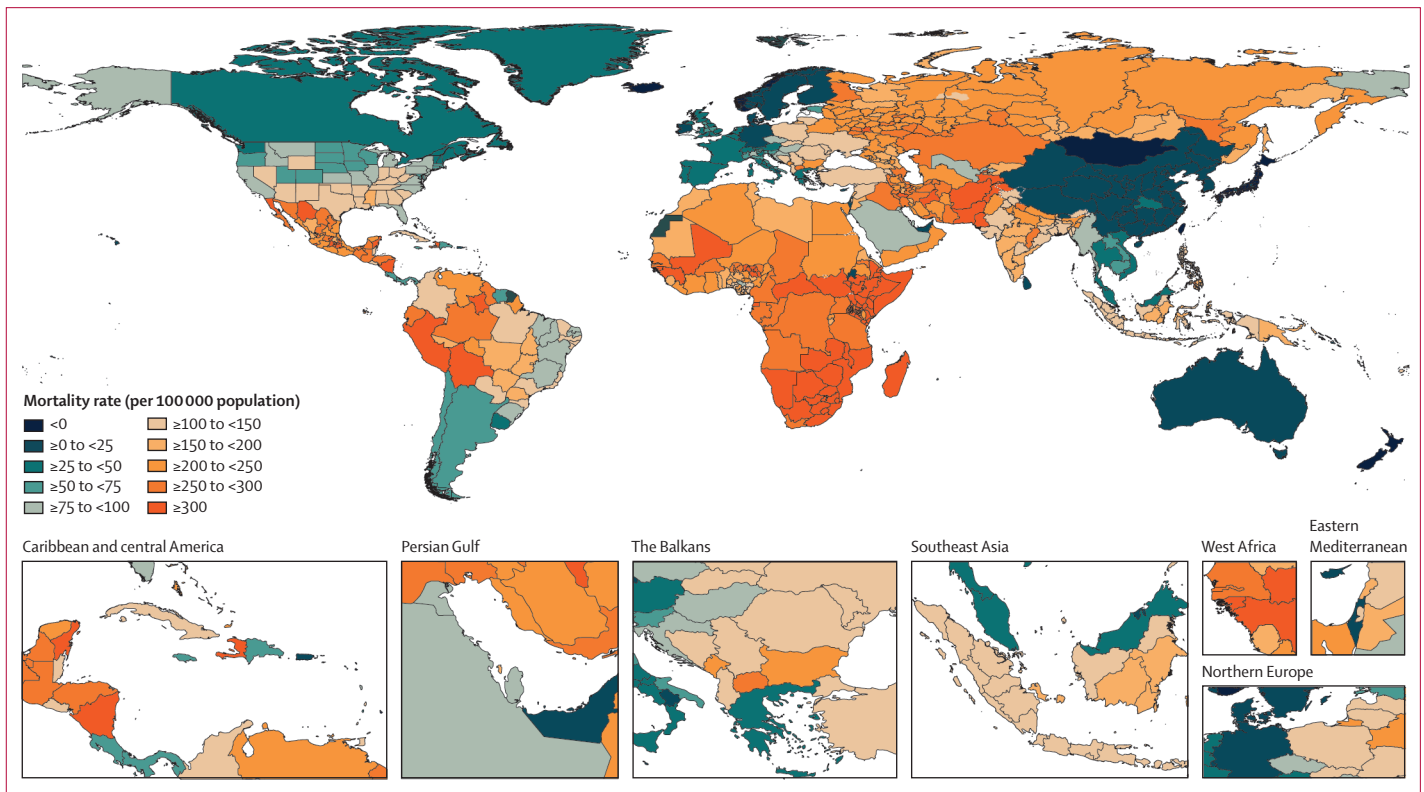 Mortality rate (per 100 000 population)
<0
≥0 to <25
≥25 to <50
≥50 to <75
≥75 to <100
≥100 to <150
≥150 to <200
≥200 to <250
≥250 to <300
≥300
Caribbean and central America
Persian Gulf
The Balkans
Southeast Asia
West Africa
Eastern
Mediterranean
Northern Europe